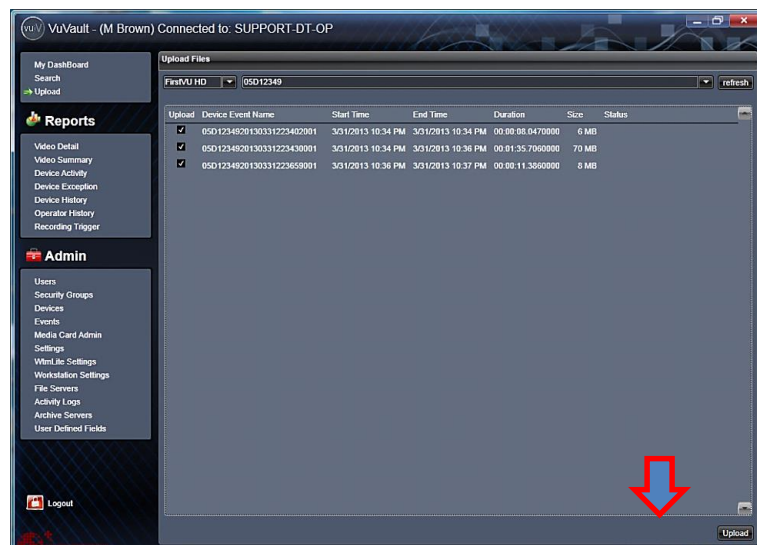 VuVault - (M Brown) Connected to: SUPPORT-DT-OP
My DashBoard
Search
Upload
Reports
Video Detail
Video Summary
Device Activity
Device Exception
Device History
Operator History
Recording Trigger
Admin
Users
Security Groups
Devices
Events
Media Card Admin
Settings
WtmLite Settings
Workstation Settings
File Servers
Activity Logs
Archive Servers
User Defined Fields
Logout
Upload Files
FirstVU HD 05D12349 refresh
Upload Device Event Name Start Time End Time Duration Size Status
05D1234920130331223402001 3/31/2013 10:34 PM 3/31/2013 10:34 PM 00:00:08.0470000 6 MB
05D1234920130331223430001 3/31/2013 10:34 PM 3/31/2013 10:36 PM 00:01:35.7060000 70 MB
05D1234920130331223659001 3/31/2013 10:36 PM 3/31/2013 10:37 PM 00:00:11.3860000 8 MB
Upload